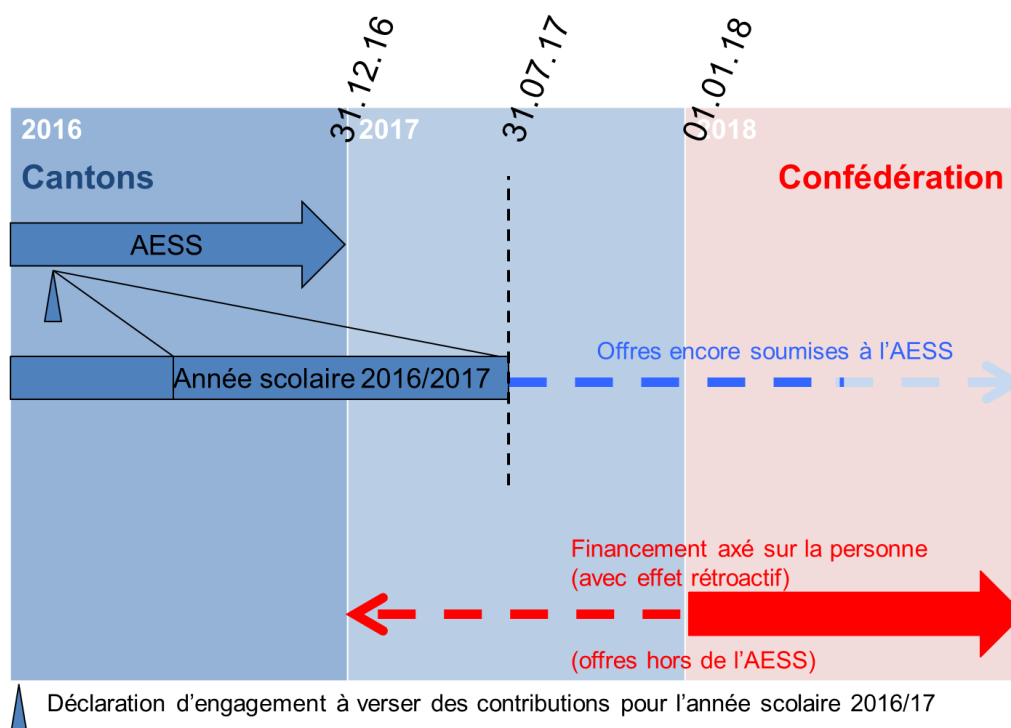 31.12.16
31.07.17
01.01.18
2016
2017
2018
Cantons
Confédération
AESS
Offres encore soumises à l'AESS
Année scolaire 2016/2017
Financement axé sur la personne
(avec effet rétroactif)
(offres hors de l'AESS)
Déclaration d'engagement à verser des contributions pour l'année scolaire 2016/17